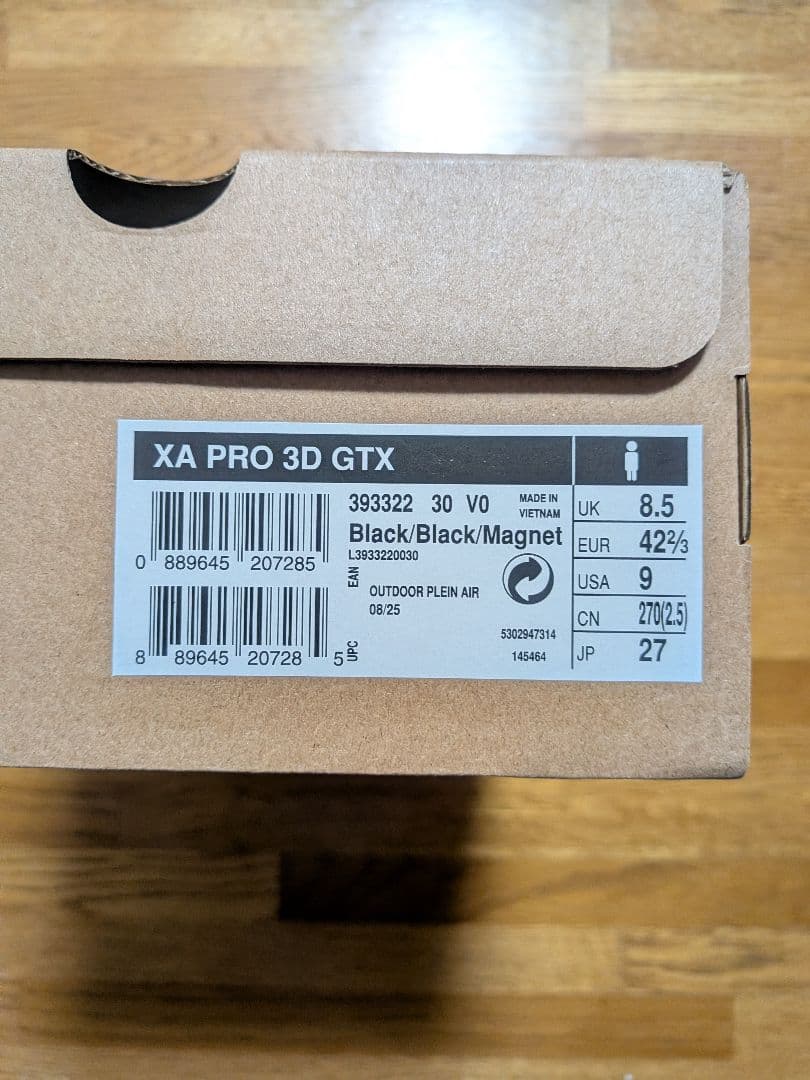 XA PRO 3D GTX
0 889645 207285
EAN
8 89645 20728 5
UPC
393322 30 V0
MADE IN
VIETNAM
Black/Black/Magnet
L3933220030
OUTDOOR PLEIN AIR
08/25
5302947314
145464
UK 8.5
EUR 42⅔
USA 9
CN 270(2.5)
JP 27